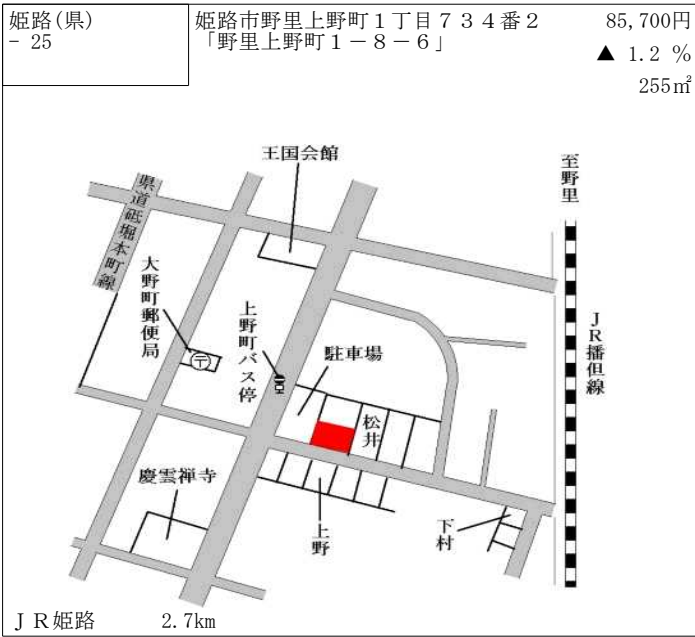 姫路(県)
- 25
姫路市野里上野町１丁目７３４番２
「野里上野町１－８－６」
85,700円
▲ 1.2 %
255㎡
王国会館
至野里
県道砥堀本町線
大野町郵便局
〒
上野町バス停
駐車場
JR播但線
松井
慶雲禅寺
上野
下村
ＪＲ姫路 2.7km